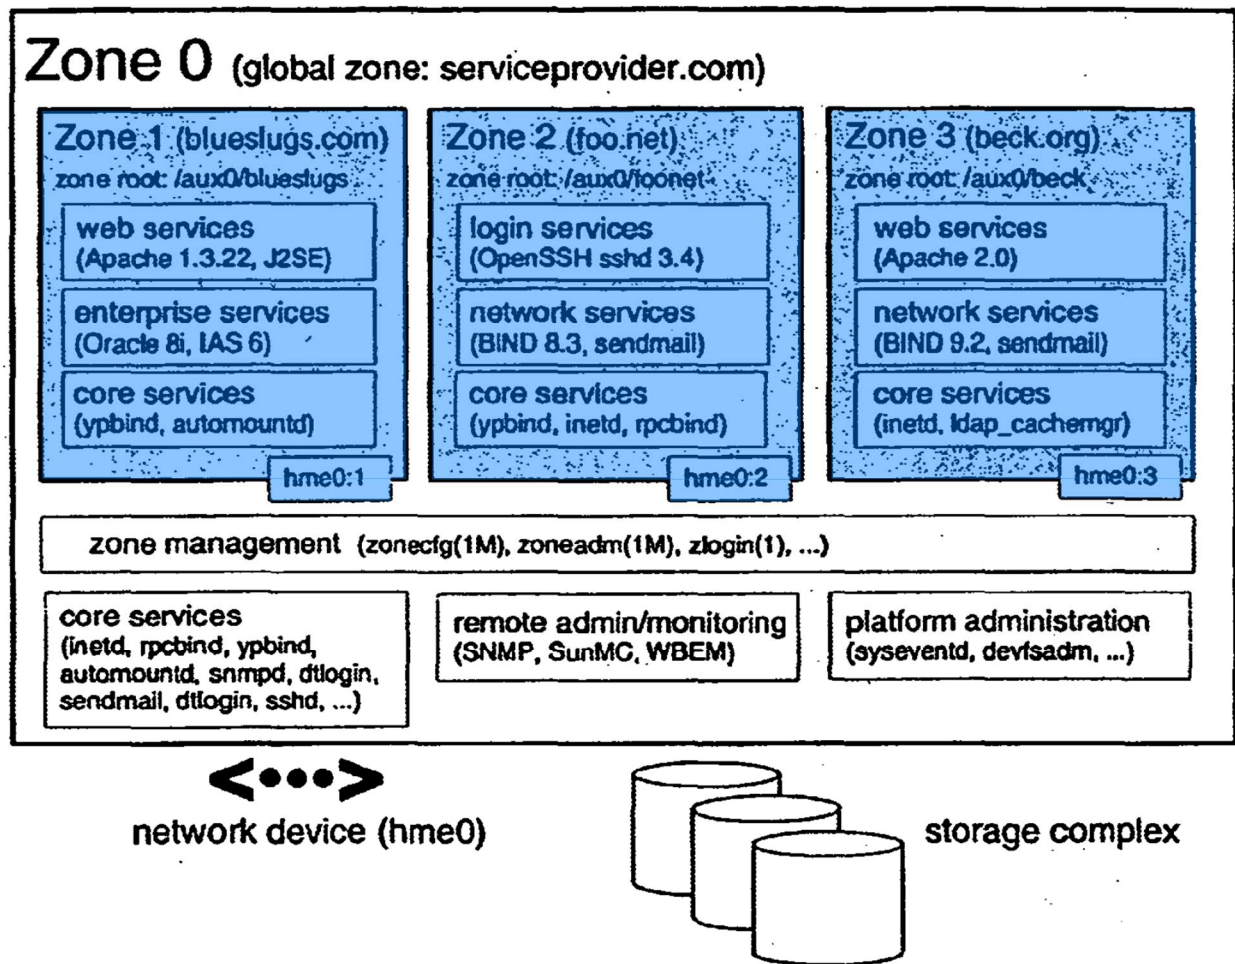 Zone 0 (global zone: serviceprovider.com)
Zone 1 (blueslugs.com)
zone root: /aux0/blueslugs
web services
(Apache 1.3.22, J2SE)
enterprise services
(Oracle 8i, IAS 6)
core services
(ypbind, automountd)
hme0:1
Zone 2 (foo.net)
zone root: /aux0/foonet
login services
(OpenSSH sshd 3.4)
network services
(BIND 8.3, sendmail)
core services
(ypbind, inetd, rpcbind)
hme0:2
Zone 3 (beck.org)
zone root: /aux0/beck
web services
(Apache 2.0)
network services
(BIND 9.2, sendmail)
core services
(inetd, ldap_cachemgr)
hme0:3
zone management (zonecfg(1M), zoneadm(1M), zlogin(1), ...)
core services
(inetd, rpcbind, ypbind,
automountd, snmpd, dtlogin,
sendmail, dtlogin, sshd, ...)
remote admin/monitoring
(SNMP, SunMC, WBEM)
platform administration
(syseventd, devfsadm, ...)
network device (hme0)
storage complex